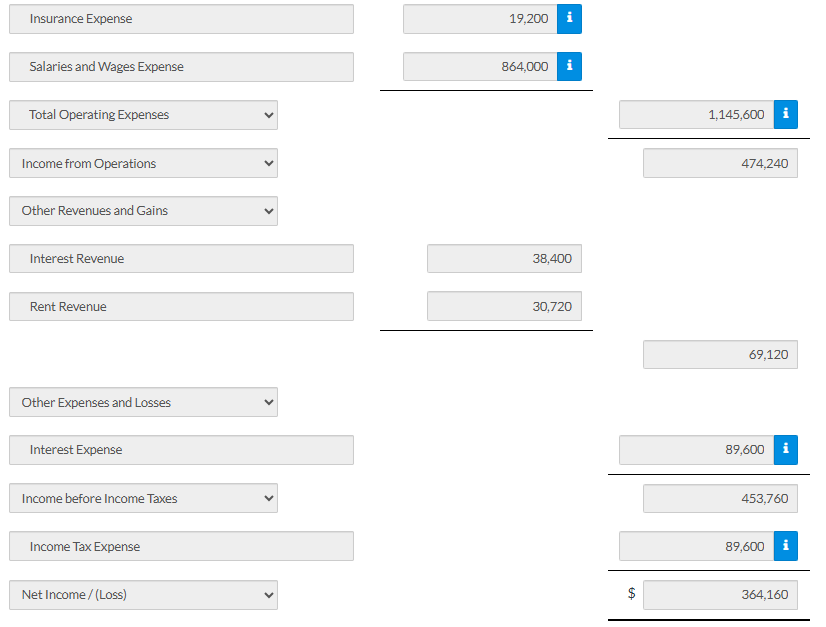 Insurance Expense 19,200 i
Salaries and Wages Expense 864,000 i
Total Operating Expenses 1,145,600 i
Income from Operations 474,240
Other Revenues and Gains
Interest Revenue 38,400
Rent Revenue 30,720
69,120
Other Expenses and Losses
Interest Expense 89,600 i
Income before Income Taxes 453,760
Income Tax Expense 89,600 i
Net Income / (Loss) $ 364,160